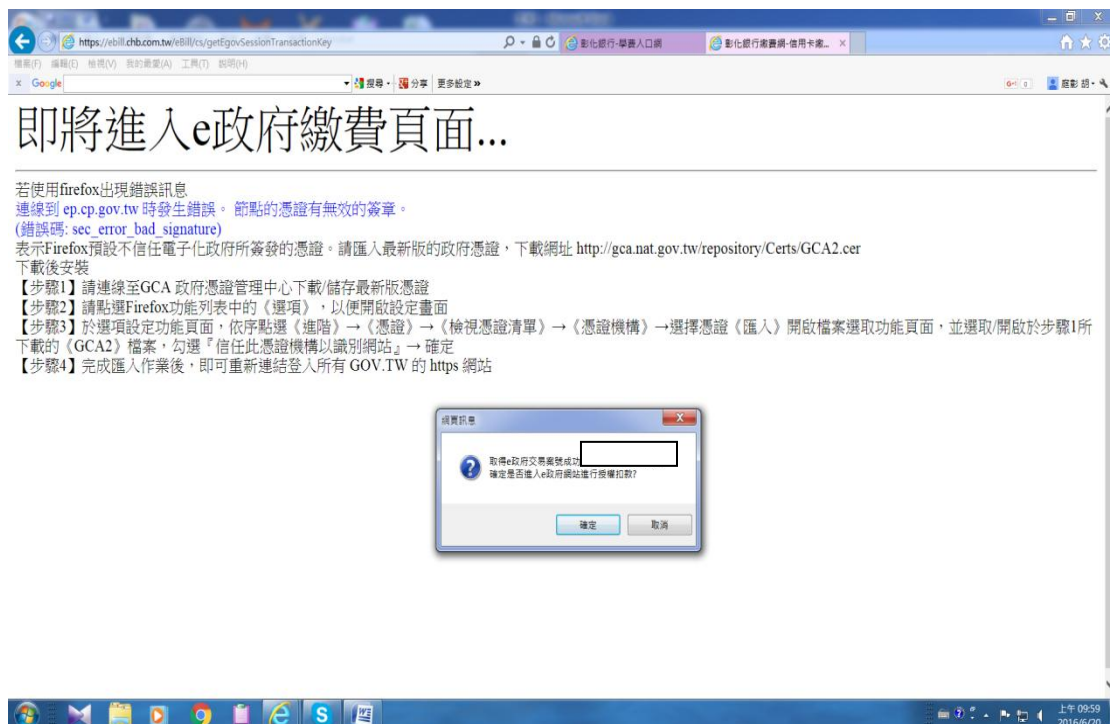 https://ebill.chb.com.tw/eBill/cs/getEgovSessionTransactionKey
彰化銀行-學費入口網
彰化銀行繳費網-信用卡繳...
檔案(F) 編輯(E) 檢視(V) 我的最愛(A) 工具(T) 說明(H)
x Google 搜尋 分享 更多設定 »
G+1 0 庭彰 胡
即將進入e政府繳費頁面...
若使用firefox出現錯誤訊息
連線到 ep.cp.gov.tw 時發生錯誤。 節點的憑證有無效的簽章。
(錯誤碼: sec_error_bad_signature)
表示Firefox預設不信任電子化政府所簽發的憑證。請匯入最新版的政府憑證，下載網址 http://gca.nat.gov.tw/repository/Certs/GCA2.cer
下載後安裝
【步驟1】請連線至GCA 政府憑證管理中心下載/儲存最新版憑證
【步驟2】請點選Firefox功能列表中的《選項》，以便開啟設定畫面
【步驟3】於選項設定功能頁面，依序點選《進階》→《憑證》→《檢視憑證清單》→《憑證機構》→選擇憑證《匯入》開啟檔案選取功能頁面，並選取/開啟於步驟1所
下載的《GCA2》檔案，勾選『信任此憑證機構以識別網站』→ 確定
【步驟4】完成匯入作業後，即可重新連結登入所有 GOV.TW 的 https 網站
網頁訊息
取得e政府交易案號成功
確定是否進入e政府網站進行授權扣款?
確定 取消
上午 09:59
2016/6/20